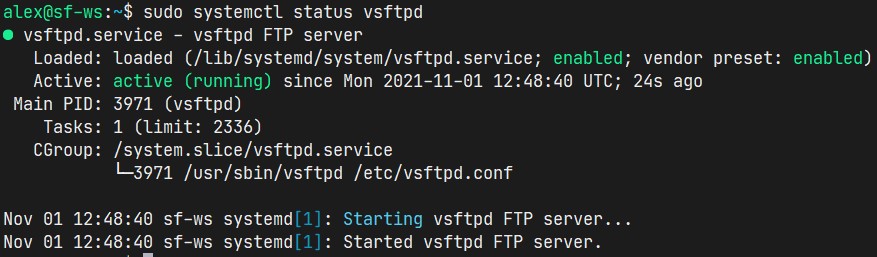 alex@sf-ws:~$ sudo systemctl status vsftpd
● vsftpd.service - vsftpd FTP server
   Loaded: loaded (/lib/systemd/system/vsftpd.service; enabled; vendor preset: enabled)
   Active: active (running) since Mon 2021-11-01 12:48:40 UTC; 24s ago
 Main PID: 3971 (vsftpd)
    Tasks: 1 (limit: 2336)
   CGroup: /system.slice/vsftpd.service
           └─3971 /usr/sbin/vsftpd /etc/vsftpd.conf

Nov 01 12:48:40 sf-ws systemd[1]: Starting vsftpd FTP server...
Nov 01 12:48:40 sf-ws systemd[1]: Started vsftpd FTP server.